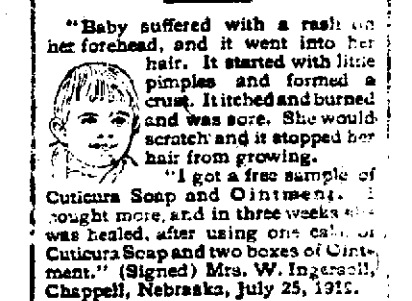 "Baby suffered with a rash on
her forehead, and it went into her
hair. It started with little
pimples and formed a
crust. It itched and burned
and was sore. She would
scratch and it stopped her
hair from growing.
"I got a free sample of
Cuticura Soap and Ointment. I
bought more, and in three weeks she
was healed, after using one cake of
Cuticura Soap and two boxes of Oint-
ment." (Signed) Mrs. W. Ingersoll,
Chappell, Nebraska, July 25,